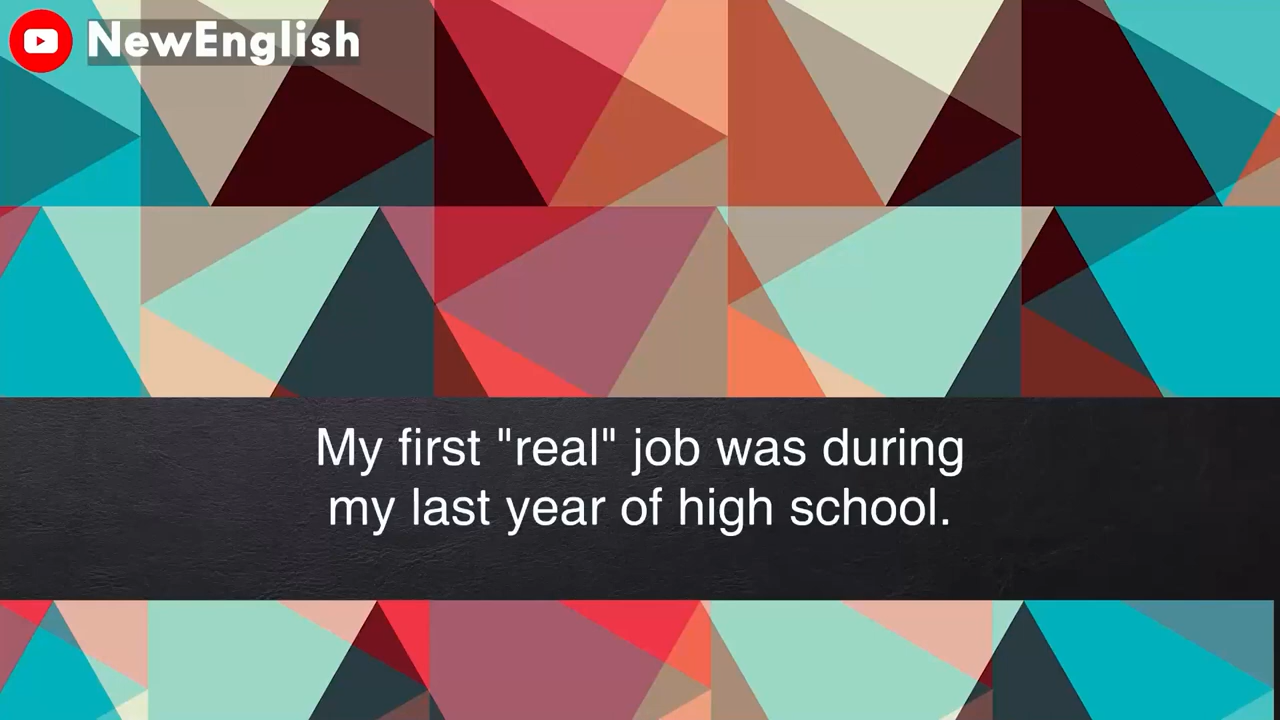 NewEnglish
My first "real" job was during
my last year of high school.